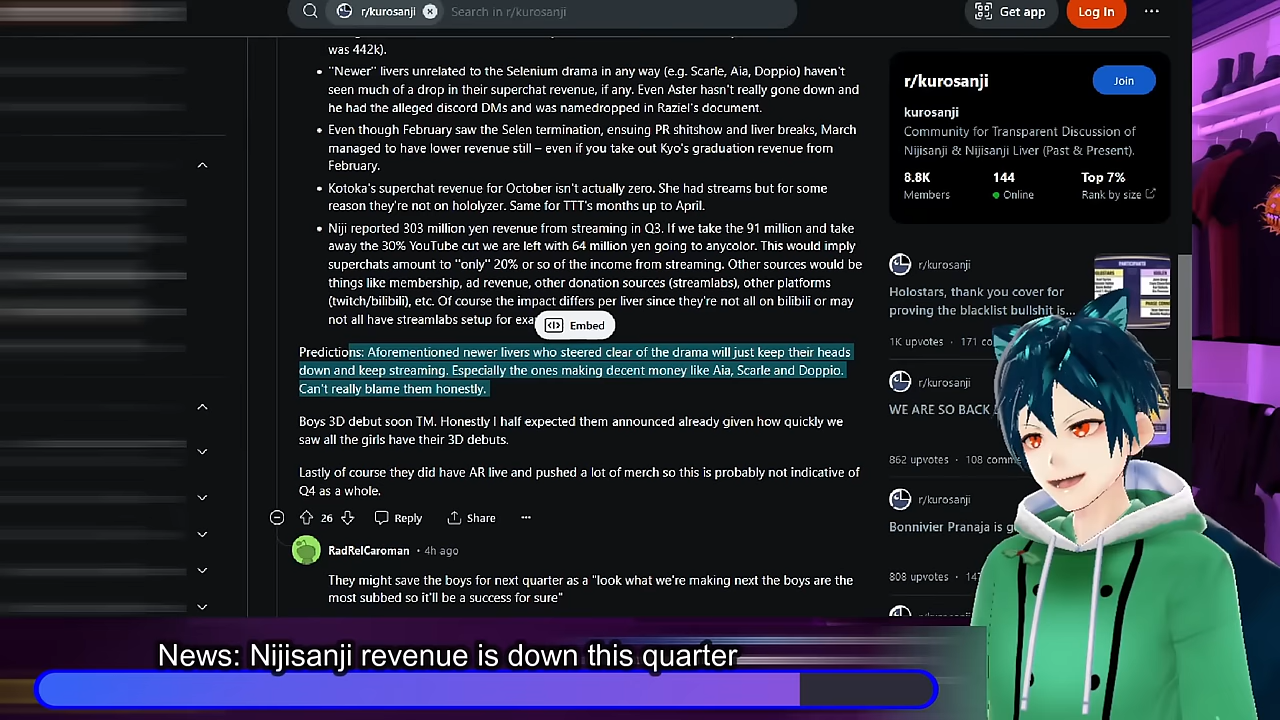 r/kurosanji
Search in r/kurosanji
Get app
Log In
was 442k).
"Newer" livers unrelated to the Selenium drama in any way (e.g. Scarle, Aia, Doppio) haven't
seen much of a drop in their superchat revenue, if any. Even Aster hasn't really gone down and
he had the alleged discord DMs and was namedropped in Raziel's document.
Even though February saw the Selen termination, ensuing PR shitshow and liver breaks, March
managed to have lower revenue still – even if you take out Kyo's graduation revenue from
February.
Kotoka's superchat revenue for October isn't actually zero. She had streams but for some
reason they're not on hololyzer. Same for TTT's months up to April.
Niji reported 303 million yen revenue from streaming in Q3. If we take the 91 million and take
away the 30% YouTube cut we are left with 64 million yen going to anycolor. This would imply
superchats amount to "only" 20% or so of the income from streaming. Other sources would be
things like memberships, ad revenue, other donation sources (streamlabs), other platforms
(twitch/bilibili), etc. Of course the impact differs per liver since they're not all on bilibili or may
not all have streamlabs setup for exa
Embed
Predictions: Aforementioned newer livers who steered clear of the drama will just keep their heads
down and keep streaming. Especially the ones making decent money like Aia, Scarle and Doppio.
Can't really blame them honestly.
Boys 3D debut soon TM. Honestly I half expected them announced already given how quickly we
saw all the girls have their 3D debuts.
Lastly of course they did have AR live and pushed a lot of merch so this is probably not indicative of
Q4 as a whole.
26
Reply
Share
RadRelCaroman • 4h ago
They might save the boys for next quarter as a "look what we're making next the boys are the
most subbed so it'll be a success for sure"
r/kurosanji
Join
kurosanji
Community for Transparent Discussion of
Nijisanji & Nijisanji Liver (Past & Present).
8.8K 144 Top 7%
Members Online Rank by size
r/kurosanji
Holostars, thank you cover for
proving the blacklist bullshit is...
1K upvotes • 171 co
r/kurosanji
WE ARE SO BACK
862 upvotes • 108 comme
r/kurosanji
Bonnivier Pranaja is g
808 upvotes • 147
News: Nijisanji revenue is down this quarter